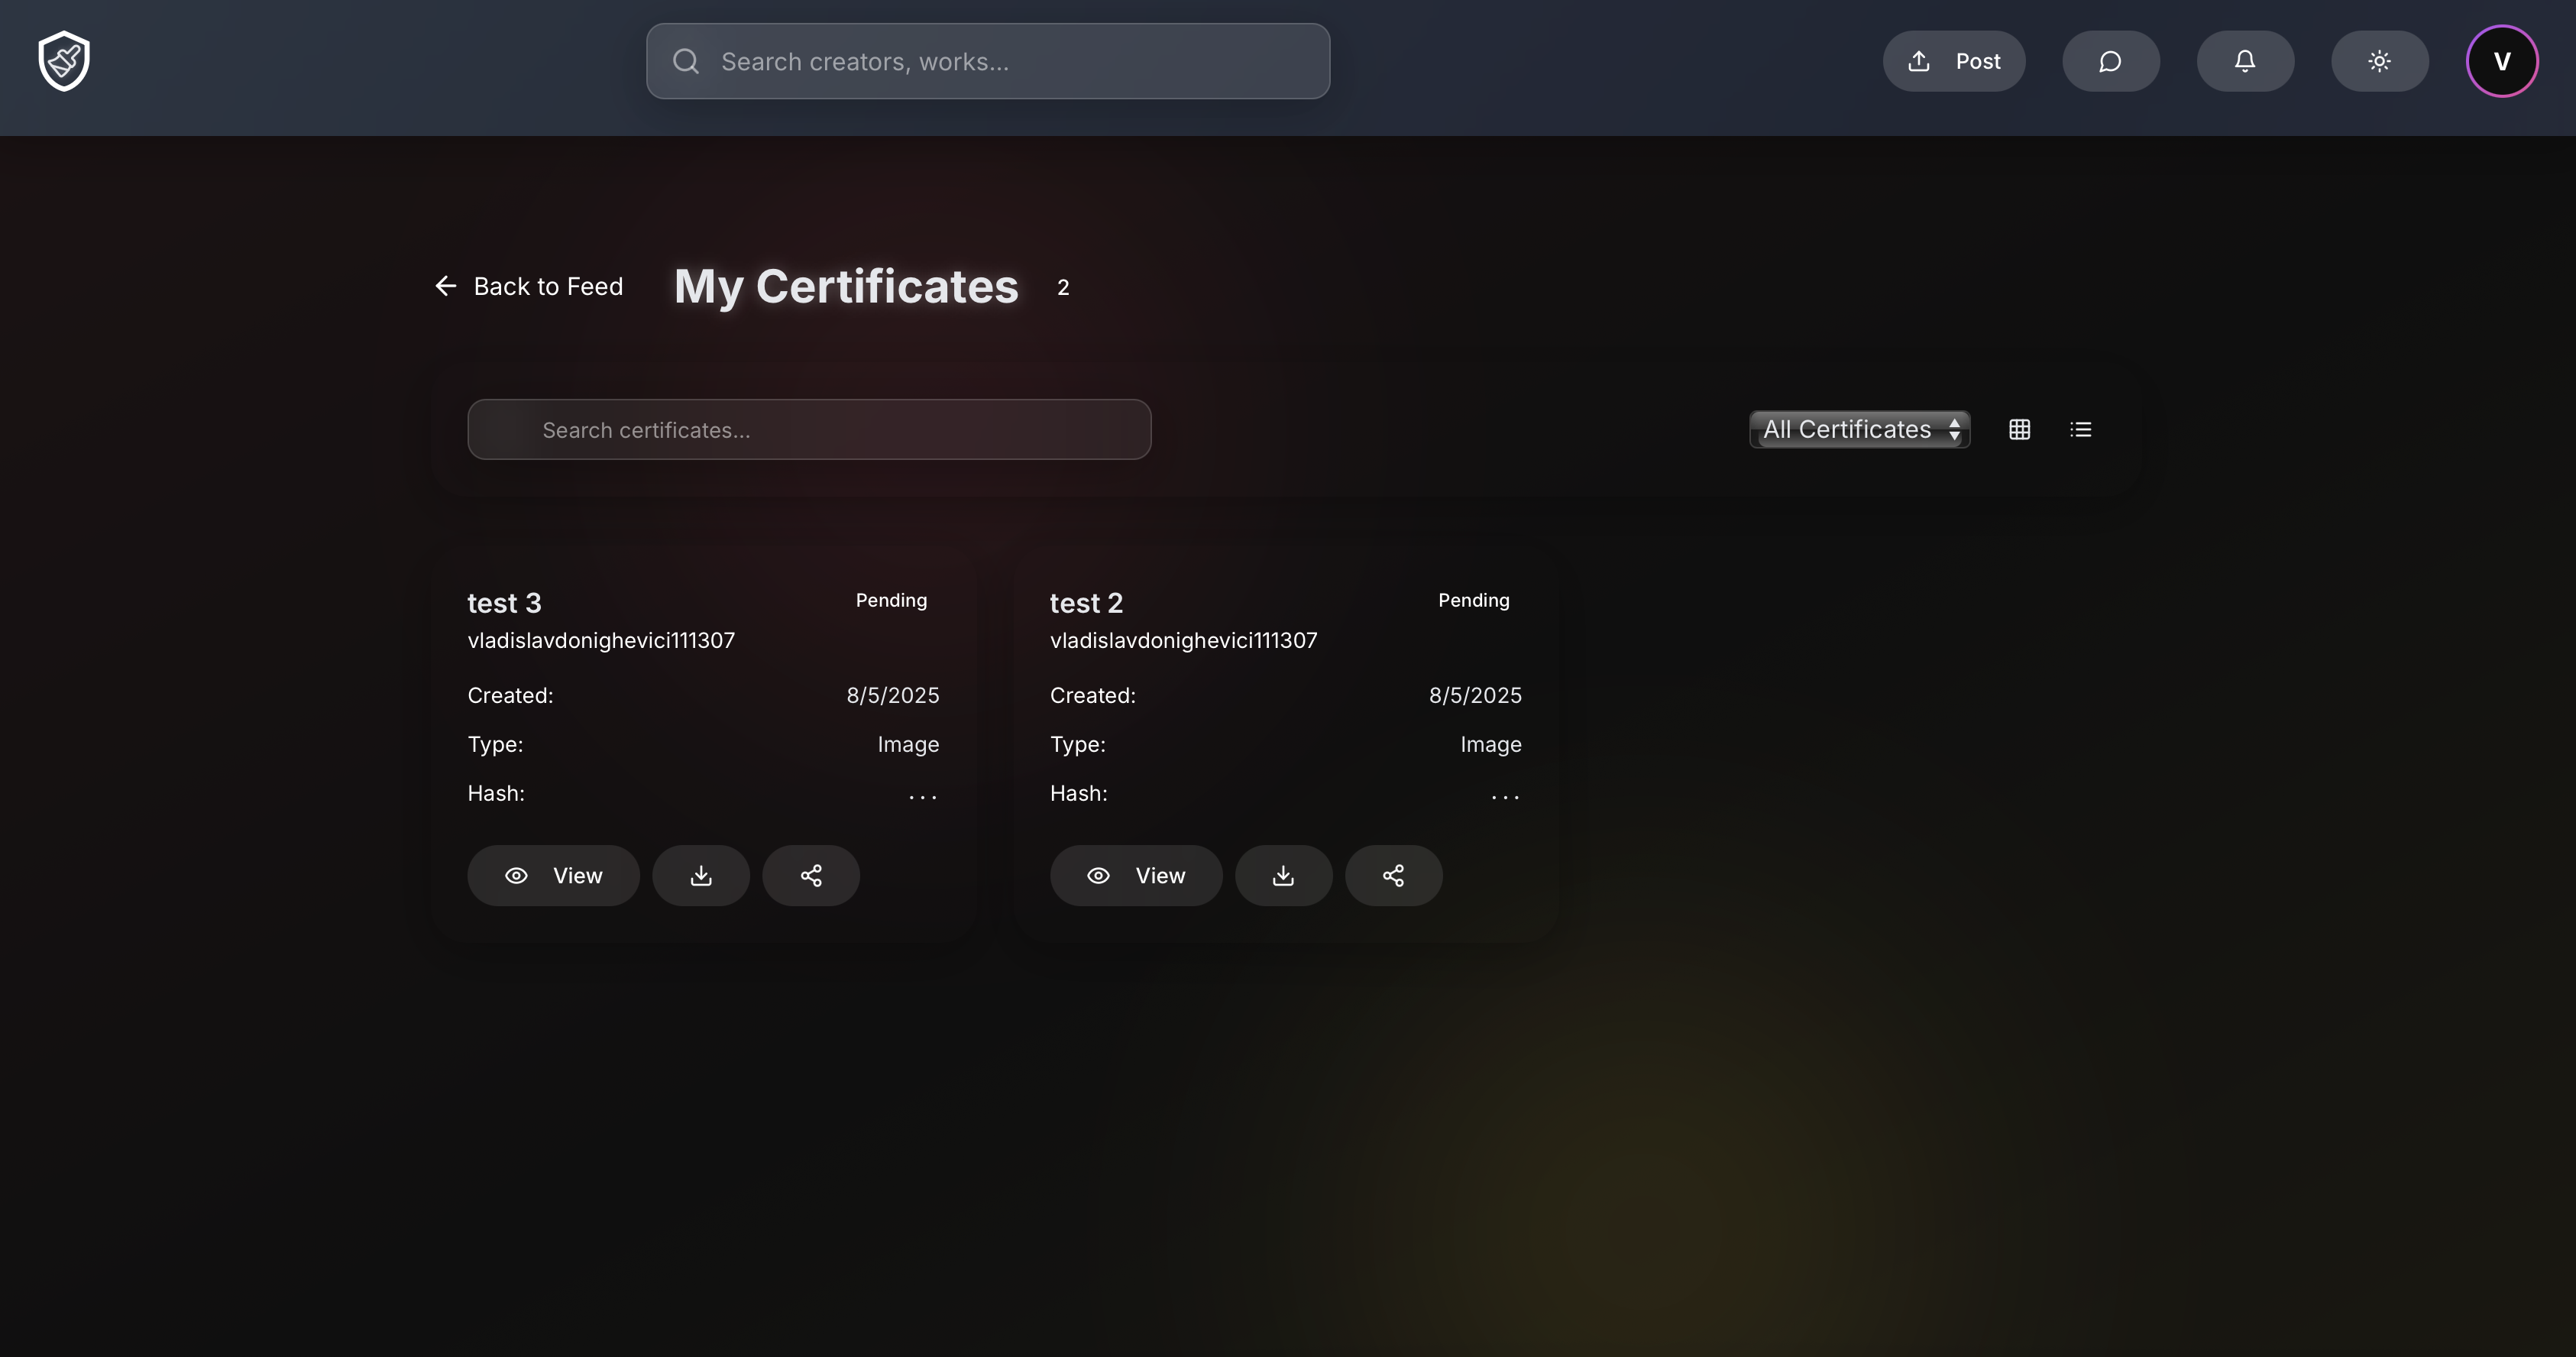 Search creators, works...
Post
V
Back to Feed
My Certificates
2
Search certificates...
All Certificates
test 3
Pending
vladislavdonighevici111307
Created:
8/5/2025
Type:
Image
Hash:
...
View
test 2
Pending
vladislavdonighevici111307
Created:
8/5/2025
Type:
Image
Hash:
...
View